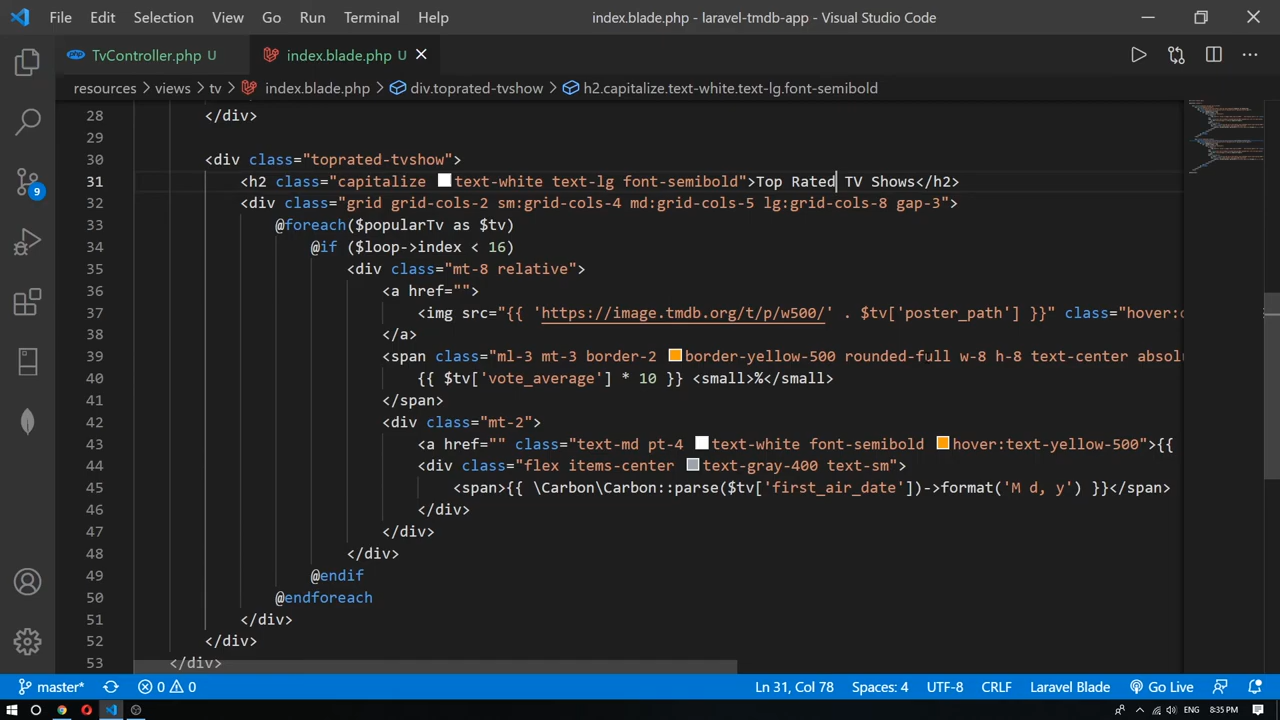 File Edit Selection View Go Run Terminal Help index.blade.php - laravel-tmdb-app - Visual Studio Code
php TvController.php U index.blade.php U
resources > views > tv > index.blade.php > div.toprated-tvshow > h2.capitalize.text-white.text-lg.font-semibold
28 </div>
29
30 <div class="toprated-tvshow">
31 <h2 class="capitalize text-white text-lg font-semibold">Top Rated TV Shows</h2>
32 <div class="grid grid-cols-2 sm:grid-cols-4 md:grid-cols-5 lg:grid-cols-8 gap-3">
33 @foreach($popularTv as $tv)
34 @if ($loop->index < 16)
35 <div class="mt-8 relative">
36 <a href="">
37 <img src="{{ 'https://image.tmdb.org/t/p/w500/' . $tv['poster_path'] }}" class="hover:
38 </a>
39 <span class="ml-3 mt-3 border-2 border-yellow-500 rounded-full w-8 h-8 text-center absol
40 {{ $tv['vote_average'] * 10 }} <small>%</small>
41 </span>
42 <div class="mt-2">
43 <a href="" class="text-md pt-4 text-white font-semibold hover:text-yellow-500">{{
44 <div class="flex items-center text-gray-400 text-sm">
45 <span>{{ \Carbon\Carbon::parse($tv['first_air_date'])->format('M d, y') }}</span>
46 </div>
47 </div>
48 </div>
49 @endif
50 @endforeach
51 </div>
52 </div>
53 </div>
9
master* 0 0 Ln 31, Col 78 Spaces: 4 UTF-8 CRLF Laravel Blade Go Live
ENG 8:35 PM